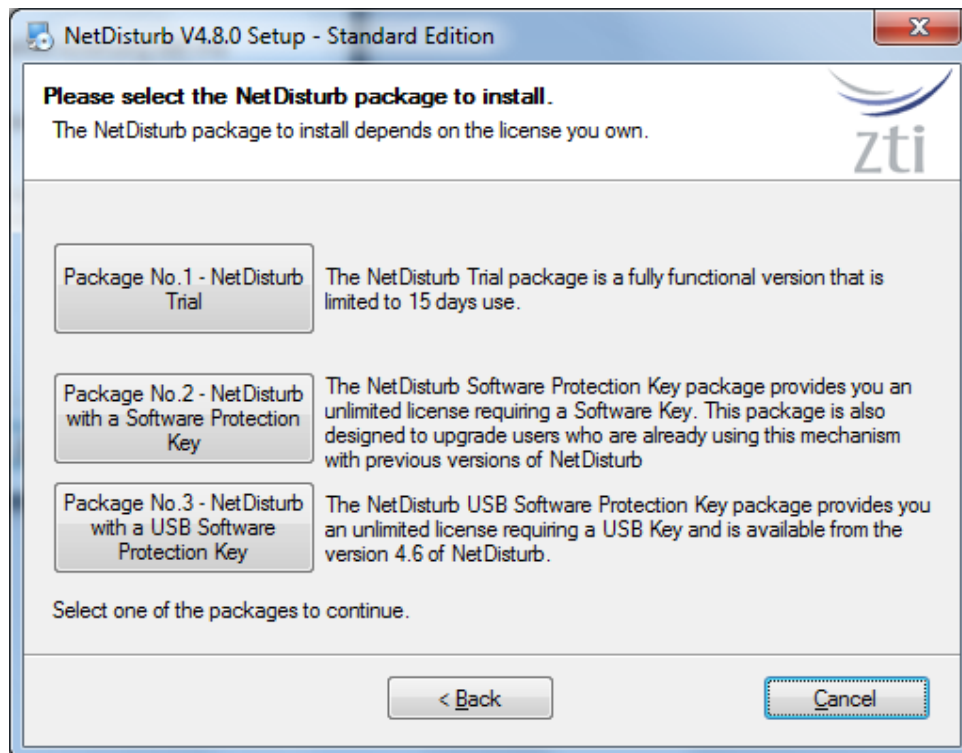 NetDisturb V4.8.0 Setup - Standard Edition
Please select the NetDisturb package to install.
The NetDisturb package to install depends on the license you own.
zti
Package No.1 - NetDisturb
Trial
The NetDisturb Trial package is a fully functional version that is
limited to 15 days use.
Package No.2 - NetDisturb
with a Software Protection
Key
The NetDisturb Software Protection Key package provides you an
unlimited license requiring a Software Key. This package is also
designed to upgrade users who are already using this mechanism
with previous versions of NetDisturb
Package No.3 - NetDisturb
with a USB Software
Protection Key
The NetDisturb USB Software Protection Key package provides you
an unlimited license requiring a USB Key and is available from the
version 4.6 of NetDisturb.
Select one of the packages to continue.
< Back
Cancel